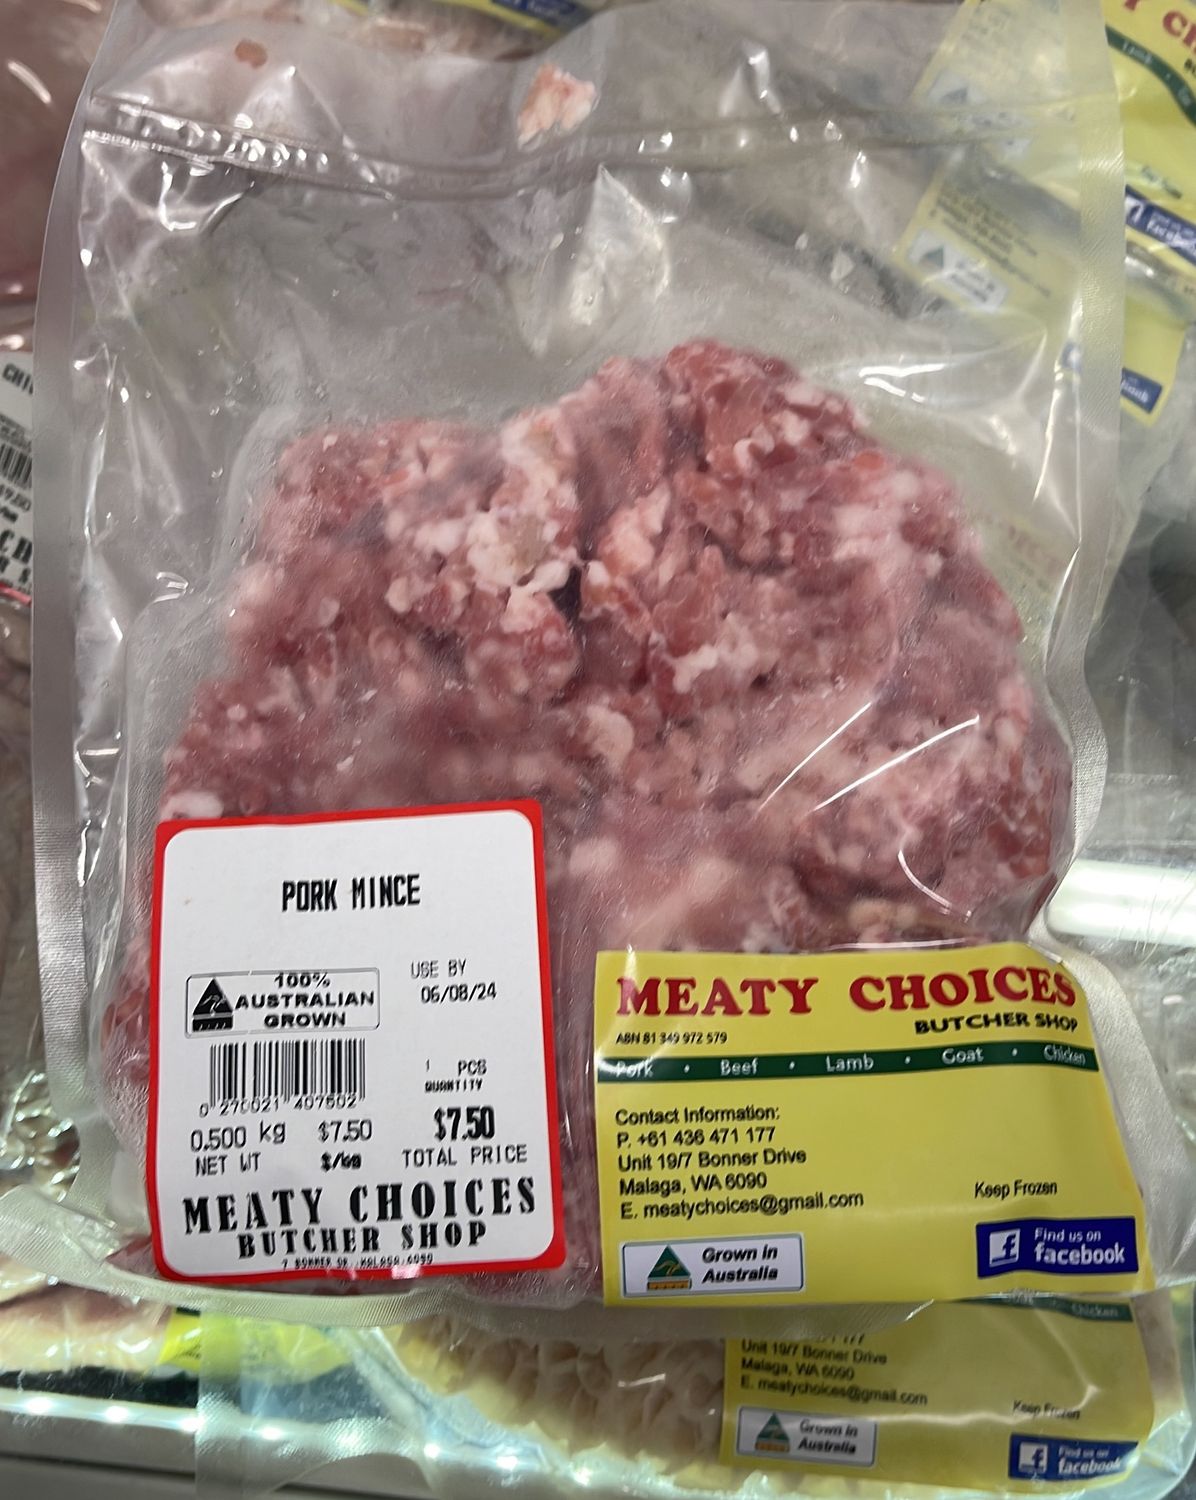 PORK MINCE
100%
AUSTRALIAN
GROWN
USE BY
06/08/24
1 PCS
QUANTITY
0 270021 407502
0.500 kg
NET WT
$7.50
$7.50
TOTAL PRICE
MEATY CHOICES
BUTCHER SHOP
MEATY CHOICES
BUTCHER SHOP
ABN 81 349 972 579
Pork • Beef • Lamb • Goat • Chicken
Contact Information:
P. +61 436 471 177
Unit 19/7 Bonner Drive
Malaga, WA 6090
E. meatychoices@gmail.com
Keep Frozen
Grown in
Australia
f Find us on
facebook
Chicken
Unit 19/7 Bonner Drive
Malaga, WA 6090
E. meatychoices@gmail.com
Keep Frozen
Grown in
Australia
f Find us on
facebook